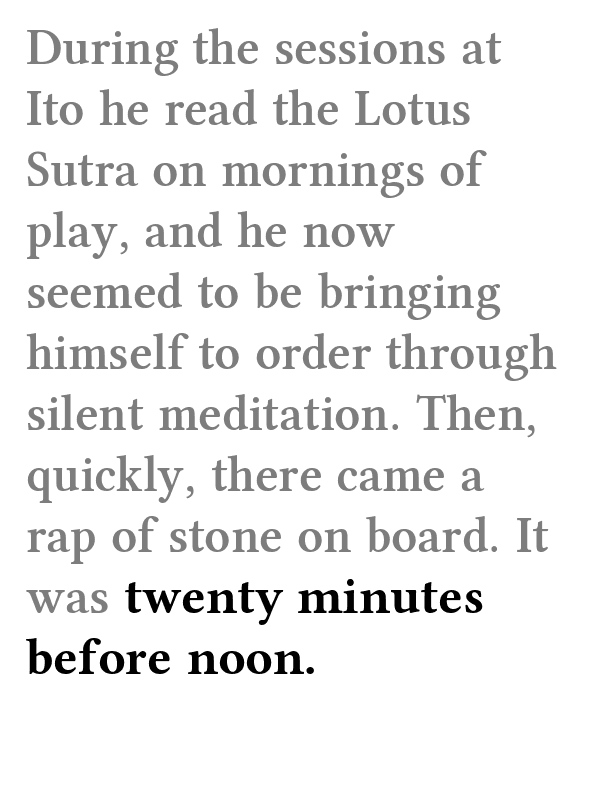 During the sessions at
Ito he read the Lotus
Sutra on mornings of
play, and he now
seemed to be bringing
himself to order through
silent meditation. Then,
quickly, there came a
rap of stone on board. It
was twenty minutes
before noon.